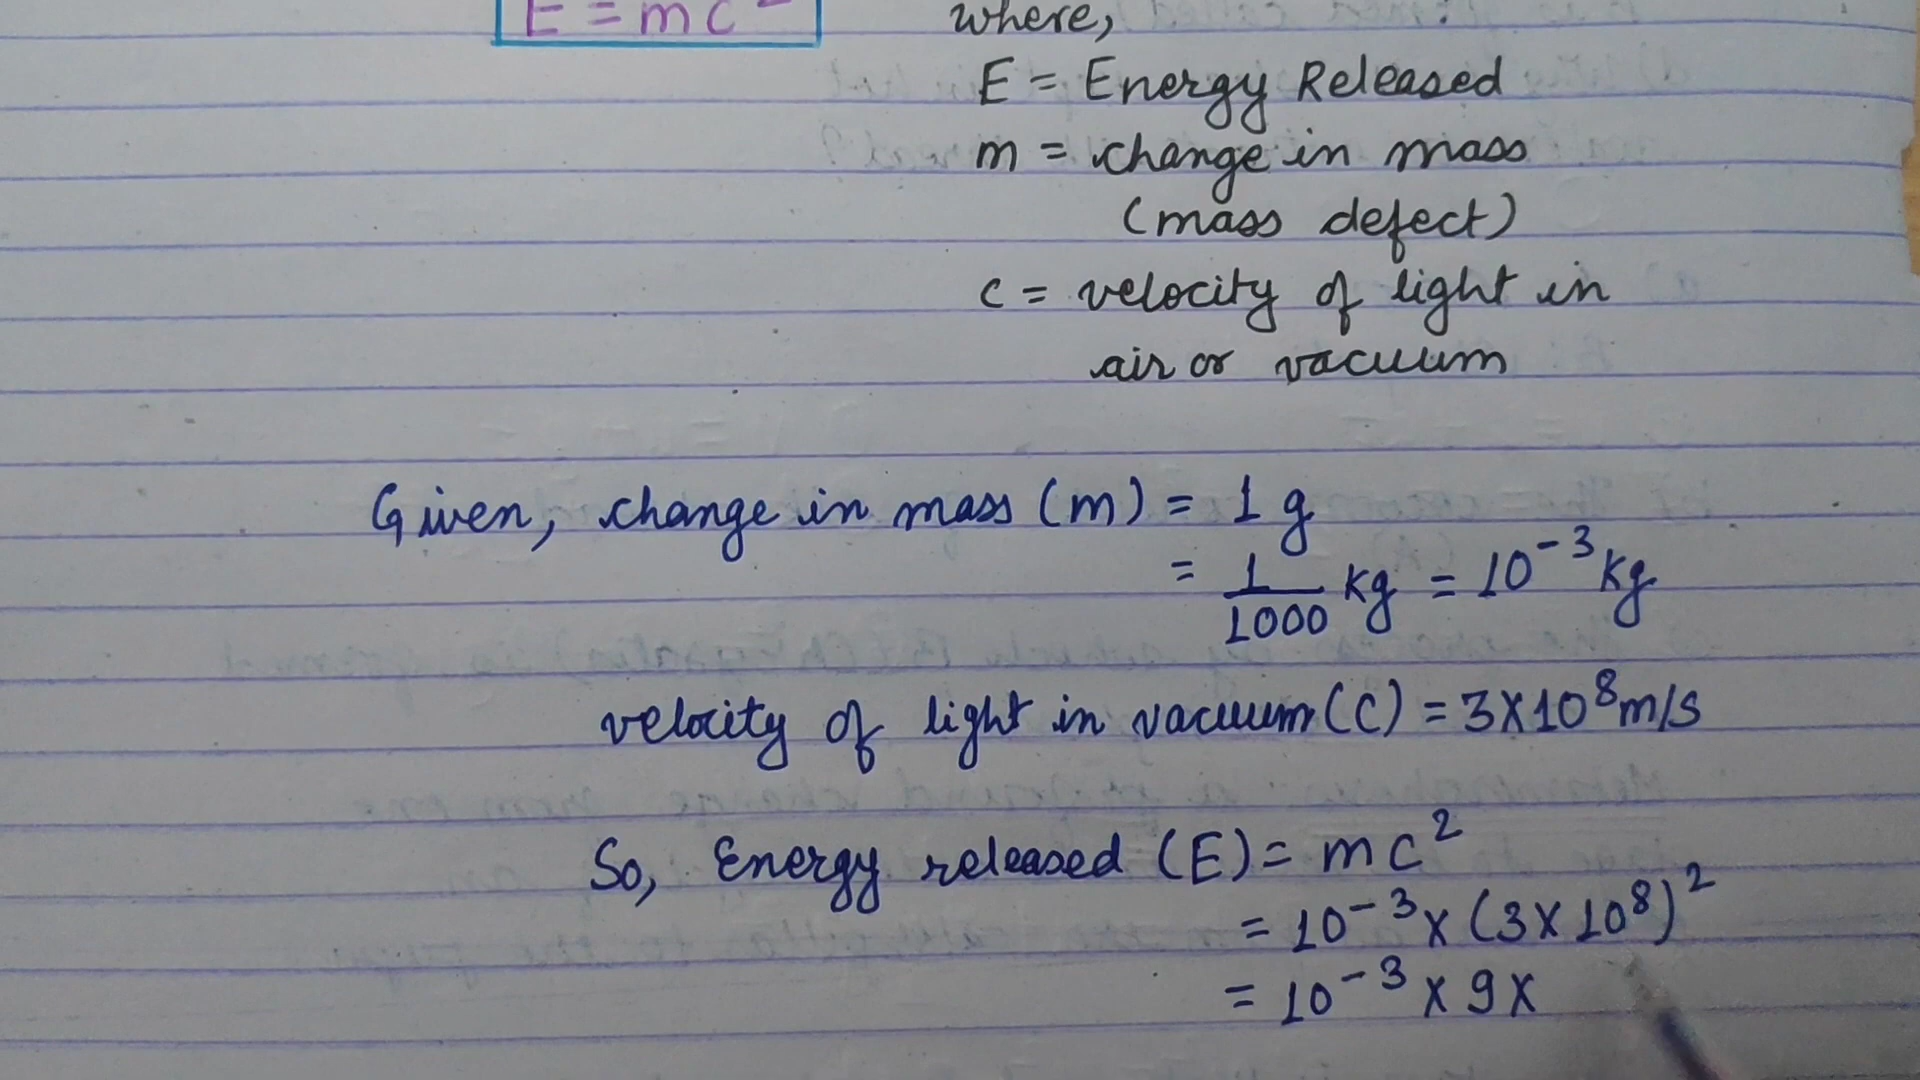 E = mc²
where,
E = Energy Released
m = change in mass
(mass defect)
c = velocity of light in
air or vacuum
Given, change in mass (m) = 1 g
= 1/1000 kg = 10⁻³ kg
velocity of light in vacuum (C) = 3×10⁸ m/s
So, Energy released (E) = mc²
= 10⁻³ × (3×10⁸)²
= 10⁻³ × 9 ×